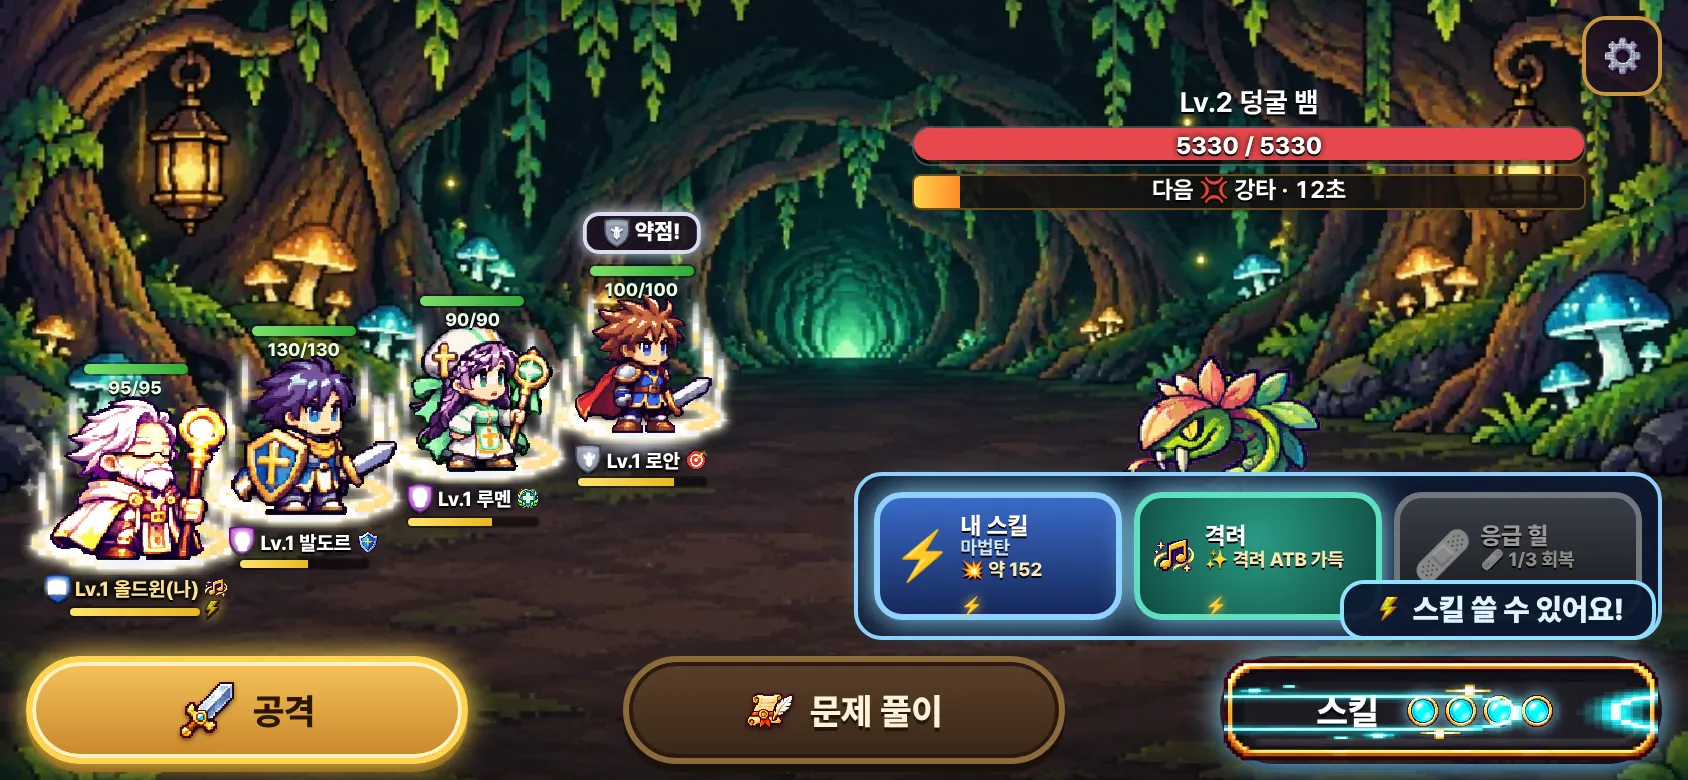 Lv.2 덩굴 뱀
5330 / 5330
다음 💢 강타 · 12초
약점!
100/100
90/90
130/130
95/95
Lv.1 로안
Lv.1 루멘
Lv.1 발도르
Lv.1 올드윈(나)
내 스킬
마법탄
약 152
격려
격려 ATB 가득
응급 힐
1/3 회복
스킬 쓸 수 있어요!
공격
문제 풀이
스킬